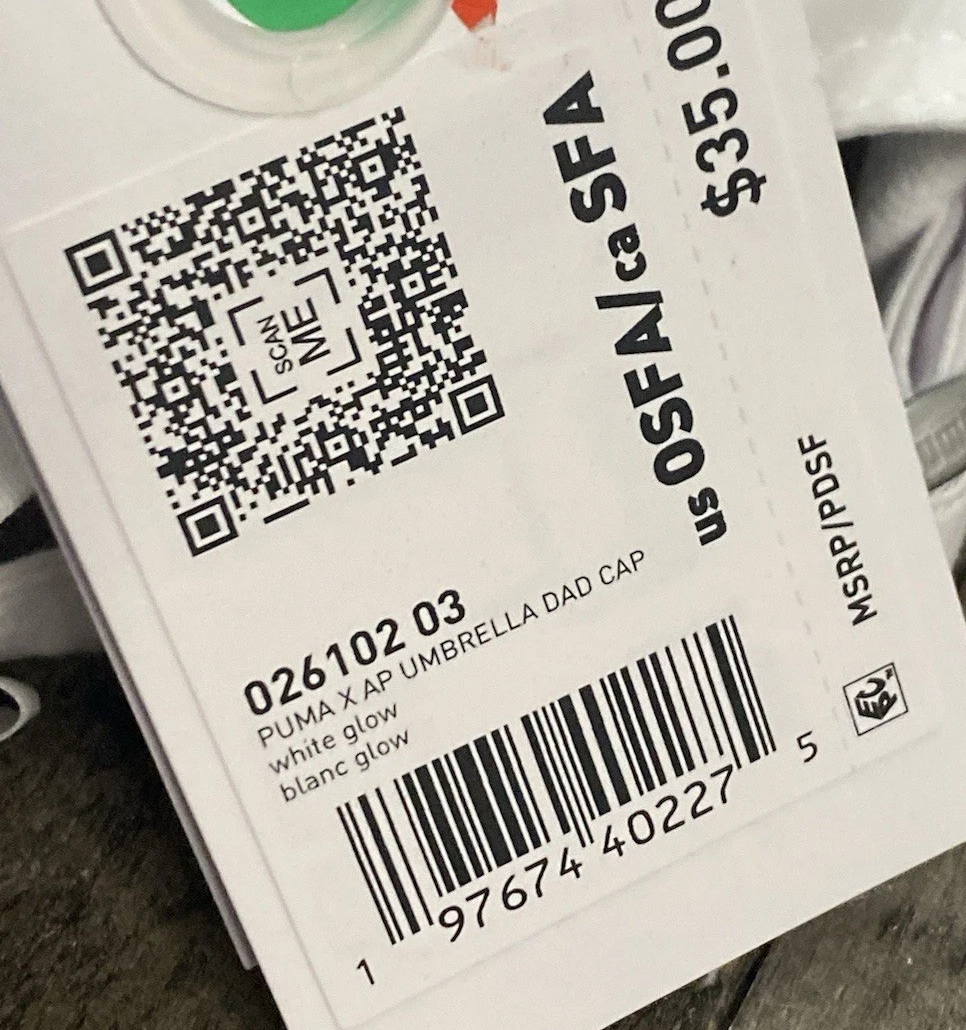 SCAN
ME
us OSFA|ca SFA
$35.00
026102 03
PUMA X AP UMBRELLA DAD CAP
white glow
blanc glow
1 97674 40227 5
MSRP/PDSF
EPC